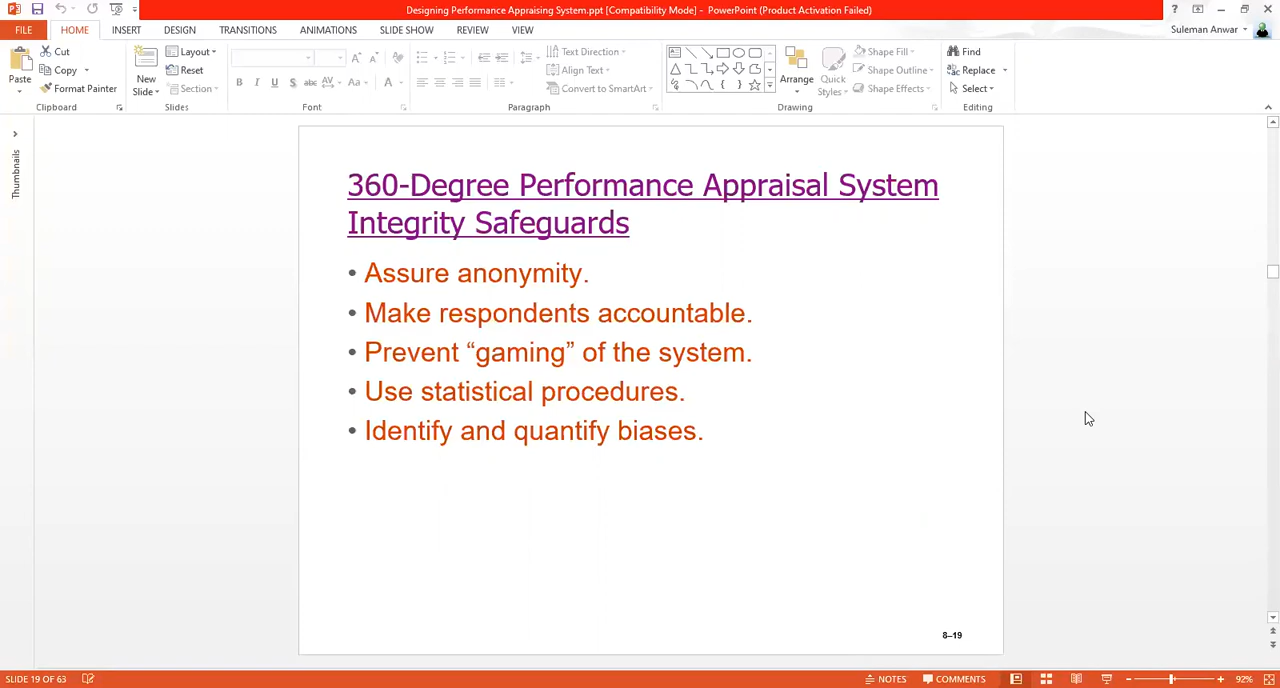 Designing Performance Appraising System.ppt [Compatibility Mode] - PowerPoint (Product Activation Failed)
FILE HOME INSERT DESIGN TRANSITIONS ANIMATIONS SLIDE SHOW REVIEW VIEW Suleman Anwar
Paste
Cut
Copy
Format Painter
Clipboard
New
Slide
Layout
Reset
Section
Slides
B I U S abc AV Aa A
Font
Paragraph
Text Direction
Align Text
Convert to SmartArt
Arrange
Quick
Styles
Shape Fill
Shape Outline
Shape Effects
Drawing
Find
Replace
Select
Editing
Thumbnails
360-Degree Performance Appraisal System
Integrity Safeguards
• Assure anonymity.
• Make respondents accountable.
• Prevent “gaming” of the system.
• Use statistical procedures.
• Identify and quantify biases.
8–19
SLIDE 19 OF 63 NOTES COMMENTS 92%